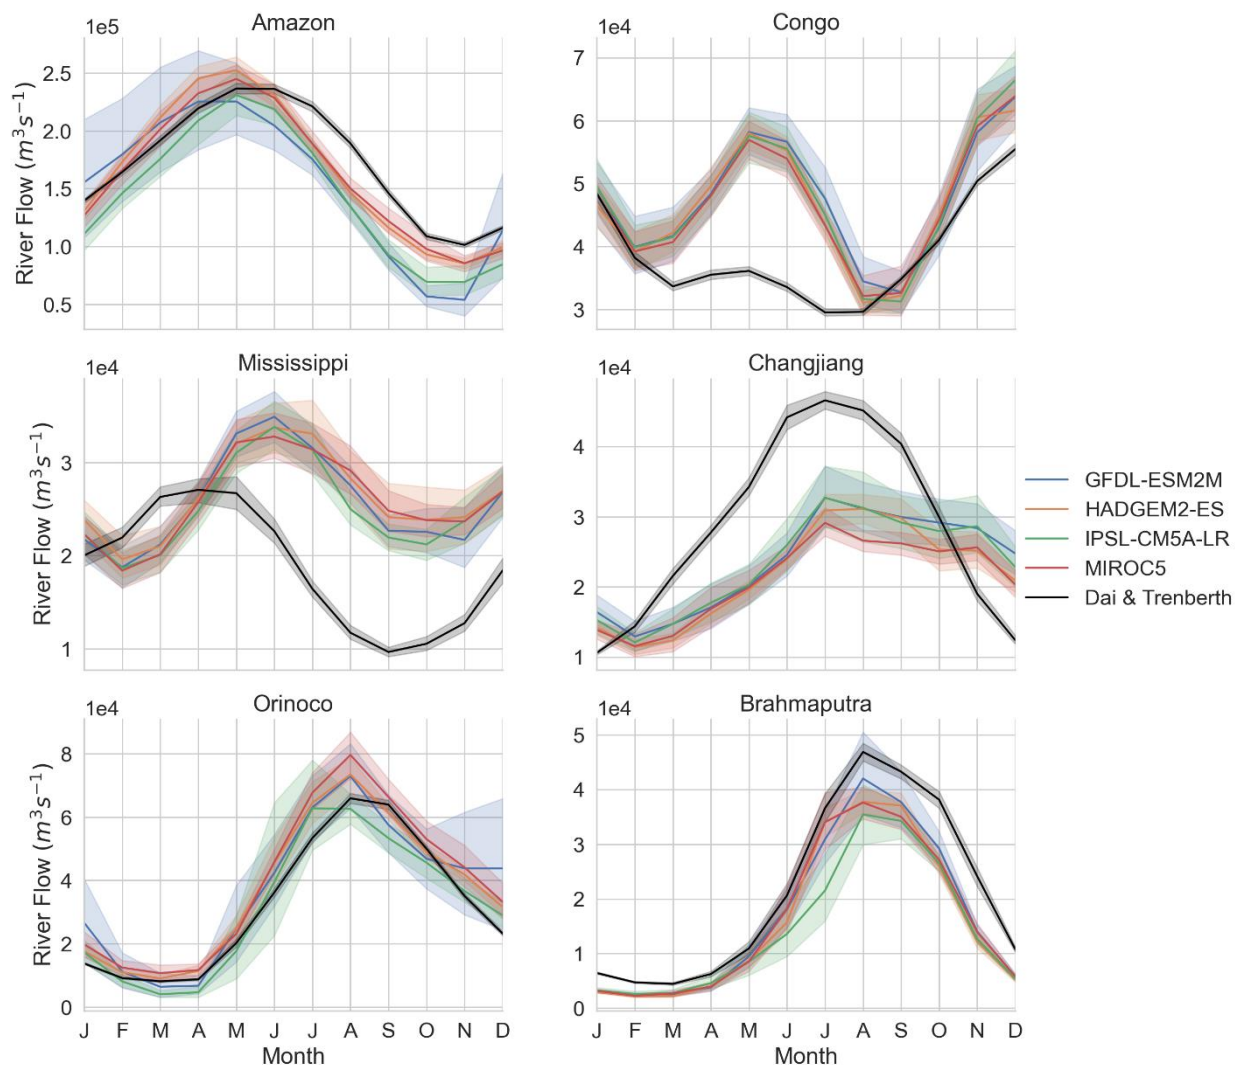 Amazon
1e5
River Flow (m³s⁻¹)
2.5
2.0
1.5
1.0
0.5
Congo
1e4
7
6
5
4
3
Mississippi
1e4
River Flow (m³s⁻¹)
3
2
1
Changjiang
1e4
4
3
2
1
GFDL-ESM2M
HADGEM2-ES
IPSL-CM5A-LR
MIROC5
Dai & Trenberth
Orinoco
1e4
River Flow (m³s⁻¹)
8
6
4
2
0
J F M A M J J A S O N D
Month
Brahmaputra
1e4
5
4
3
2
1
0
J F M A M J J A S O N D
Month